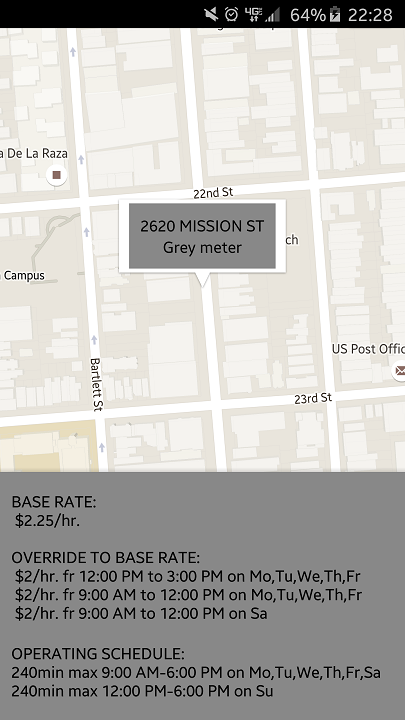 4G
64% 22:28
a De La Raza
22nd St
2620 MISSION ST
Grey meter
ch
Campus
US Post Offic
Bartlett St
23rd St
BASE RATE:
$2.25/hr.
OVERRIDE TO BASE RATE:
$2/hr. fr 12:00 PM to 3:00 PM on Mo,Tu,We,Th,Fr
$2/hr. fr 9:00 AM to 12:00 PM on Mo,Tu,We,Th,Fr
$2/hr. fr 9:00 AM to 12:00 PM on Sa
OPERATING SCHEDULE:
240min max 9:00 AM-6:00 PM on Mo,Tu,We,Th,Fr,Sa
240min max 12:00 PM-6:00 PM on Su